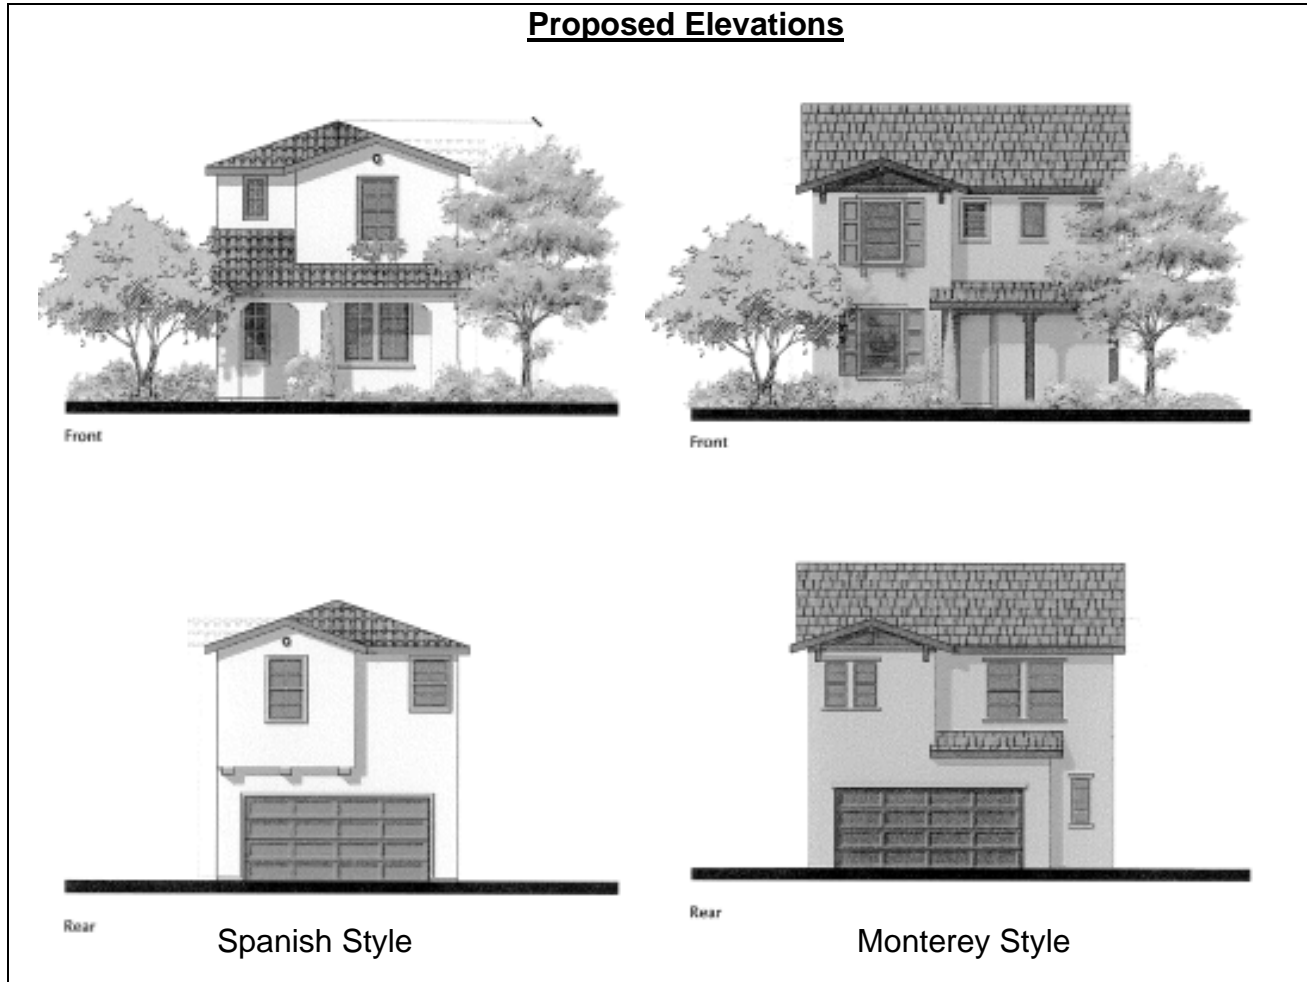 Proposed Elevations
Front
Front
Rear
Rear
Spanish Style
Monterey Style